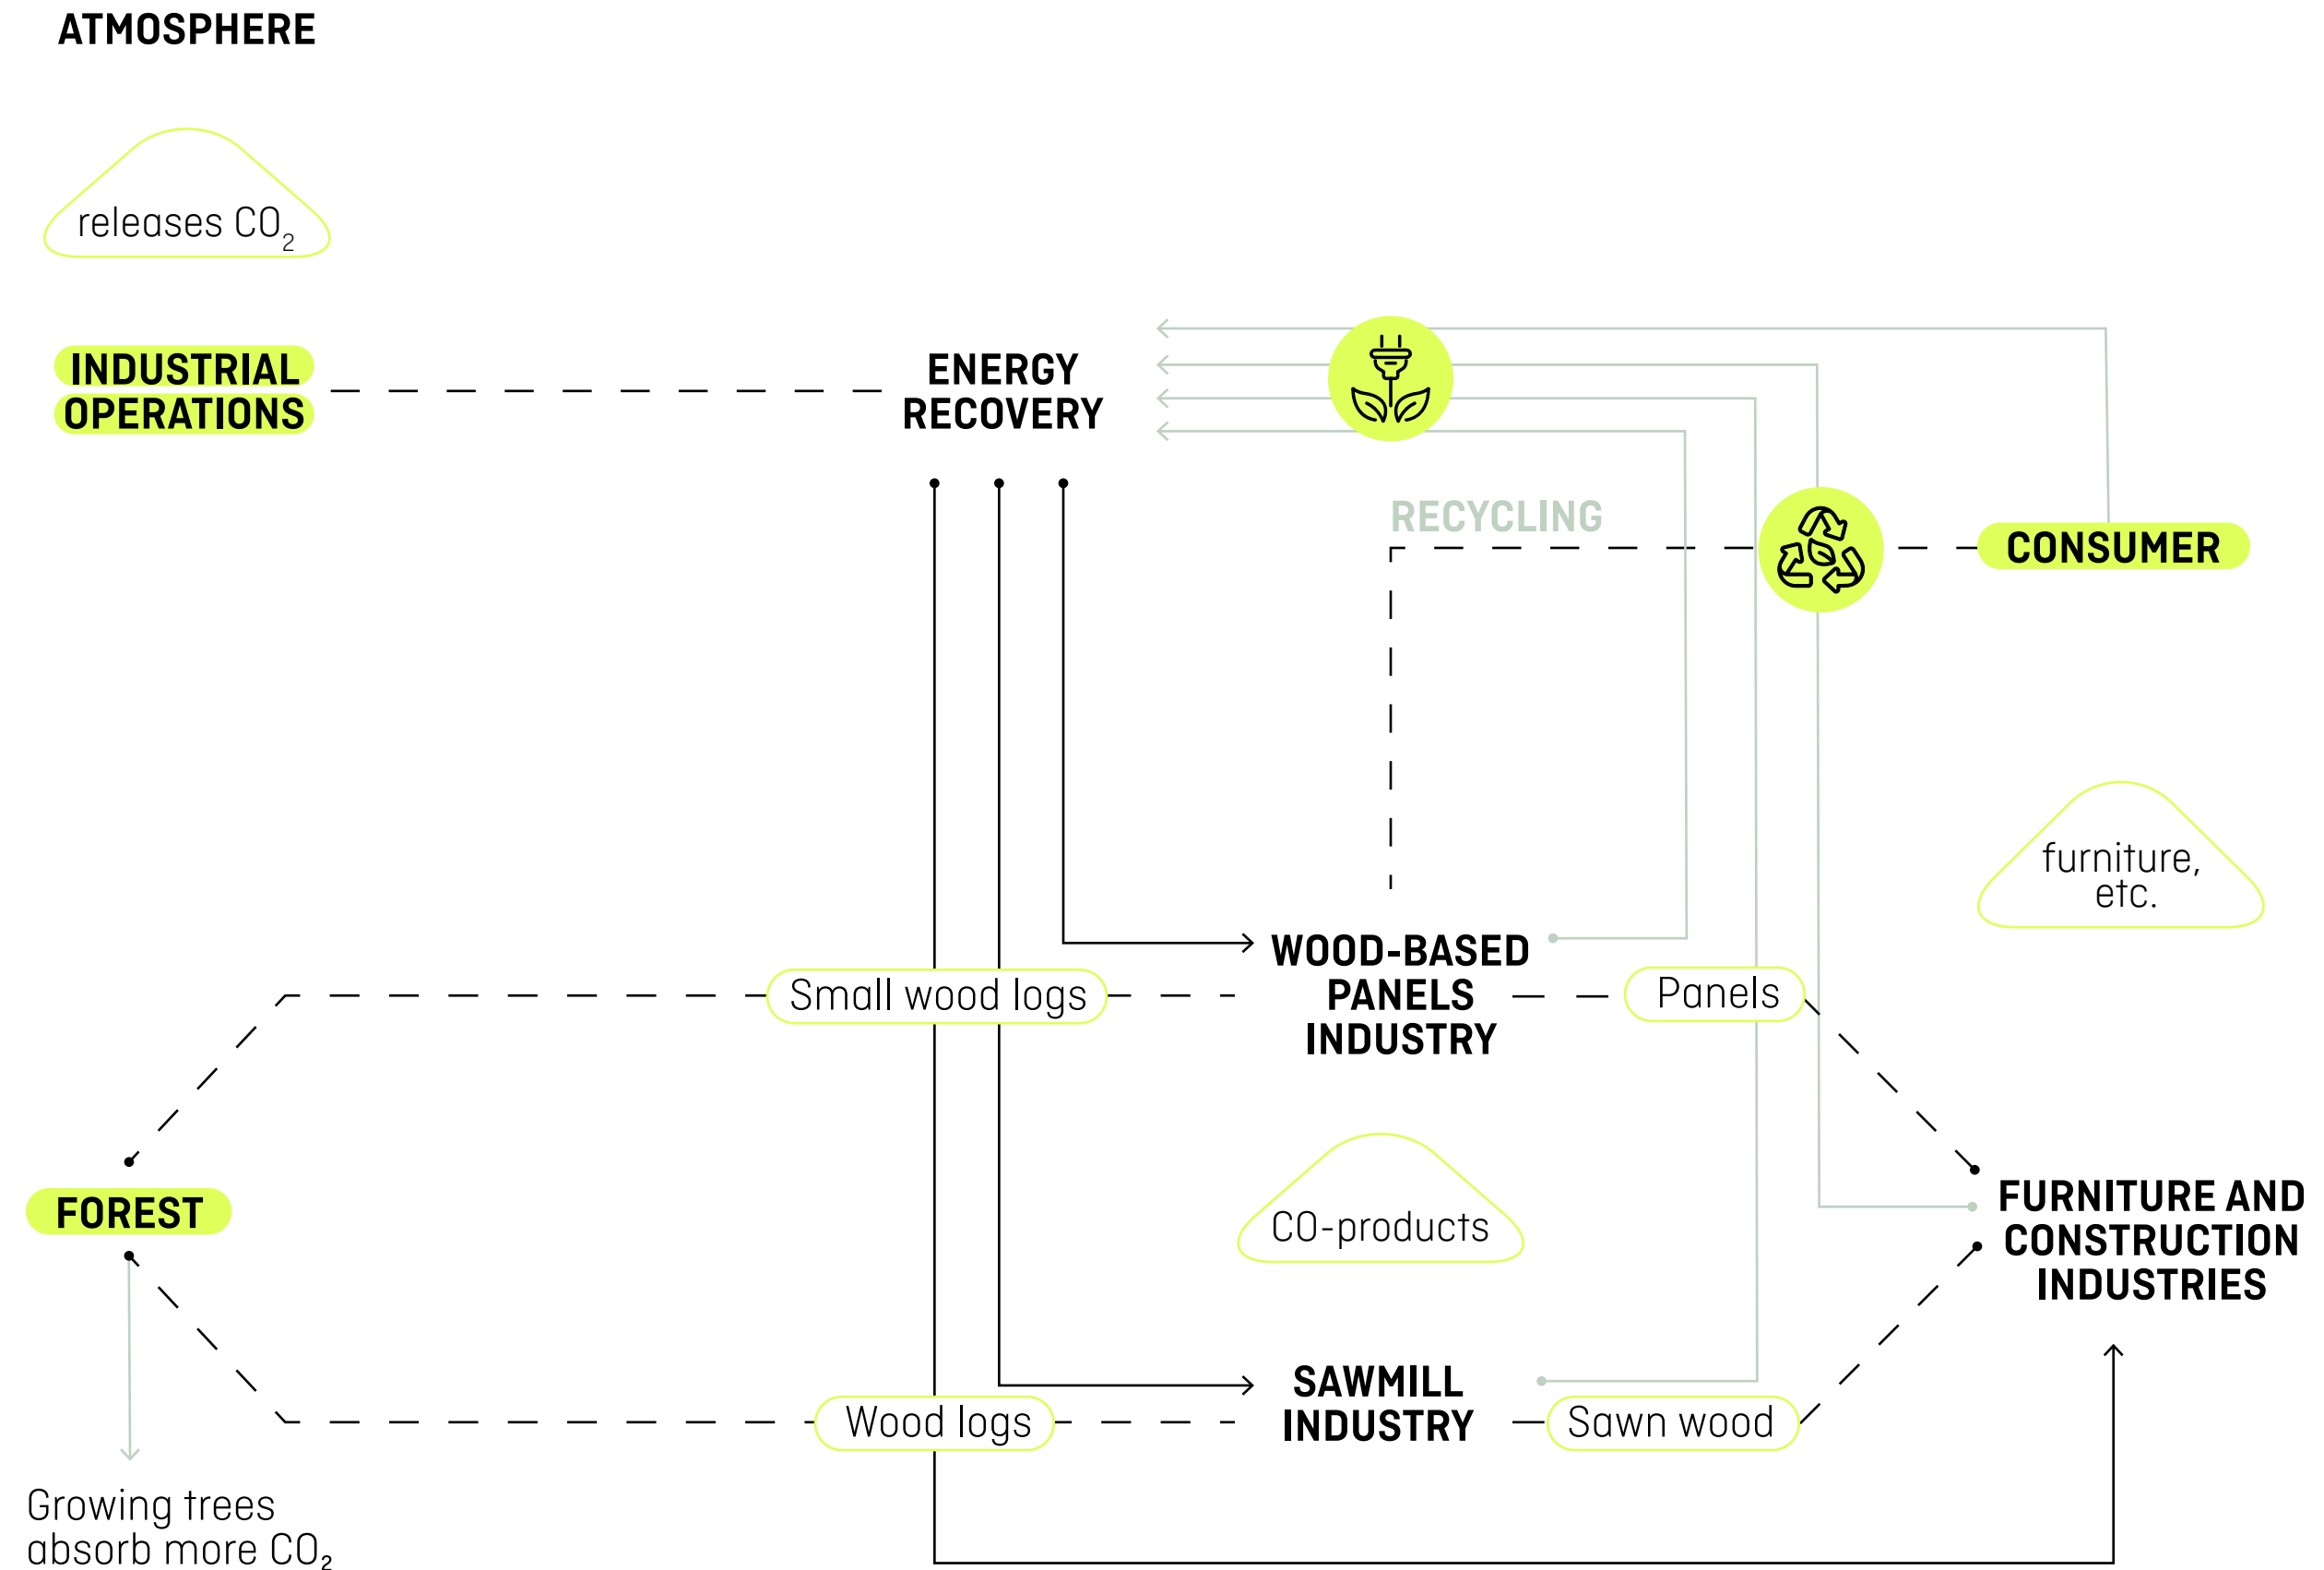 ATMOSPHERE
releases CO₂
INDUSTRIAL
OPERATIONS
ENERGY
RECOVERY
RECYCLING
CONSUMER
furniture,
etc.
WOOD-BASED
PANELS
INDUSTRY
Small wood logs
Panels
FOREST
CO-products
FURNITURE AND
CONSTRUCTION
INDUSTRIES
SAWMILL
INDUSTRY
Wood logs
Sawn wood
Growing trees
absorb more CO₂